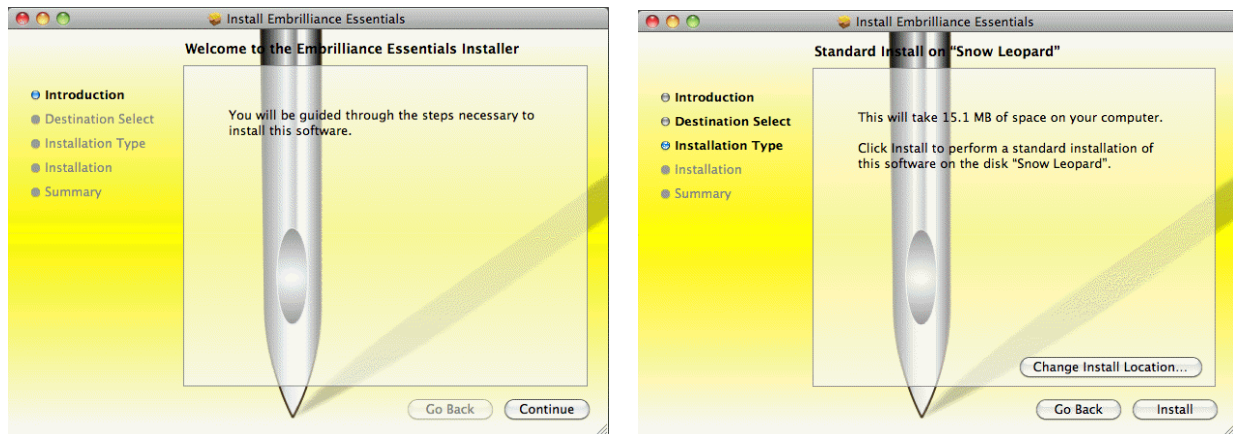 Install Embrilliance Essentials
Welcome to the Embrilliance Essentials Installer
Introduction
Destination Select
Installation Type
Installation
Summary
You will be guided through the steps necessary to
install this software.
Go Back
Continue
Install Embrilliance Essentials
Standard Install on “Snow Leopard”
Introduction
Destination Select
Installation Type
Installation
Summary
This will take 15.1 MB of space on your computer.
Click Install to perform a standard installation of
this software on the disk “Snow Leopard”.
Change Install Location...
Go Back
Install